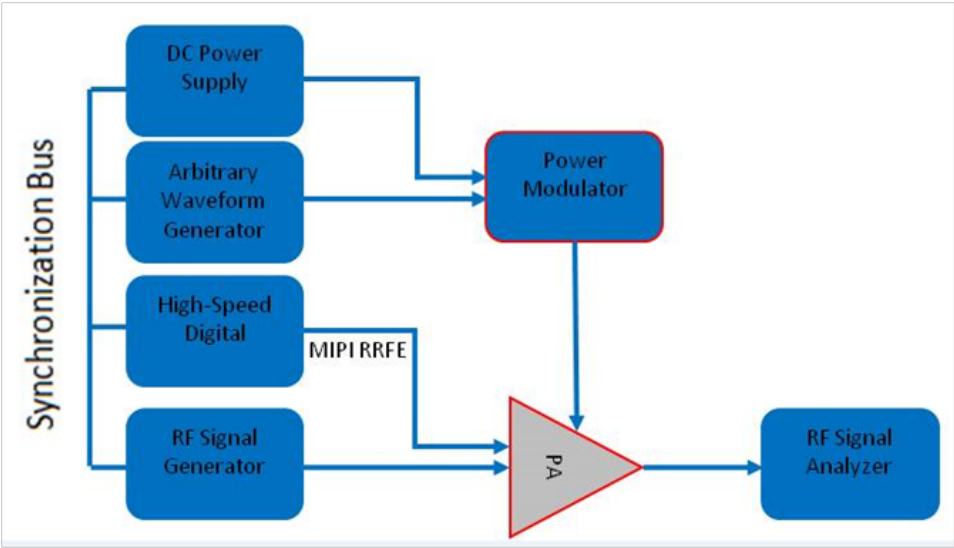 Synchronization Bus
DC Power
Supply
Arbitrary
Waveform
Generator
High-Speed
Digital
MIPI RRFE
RF Signal
Generator
Power
Modulator
PA
RF Signal
Analyzer